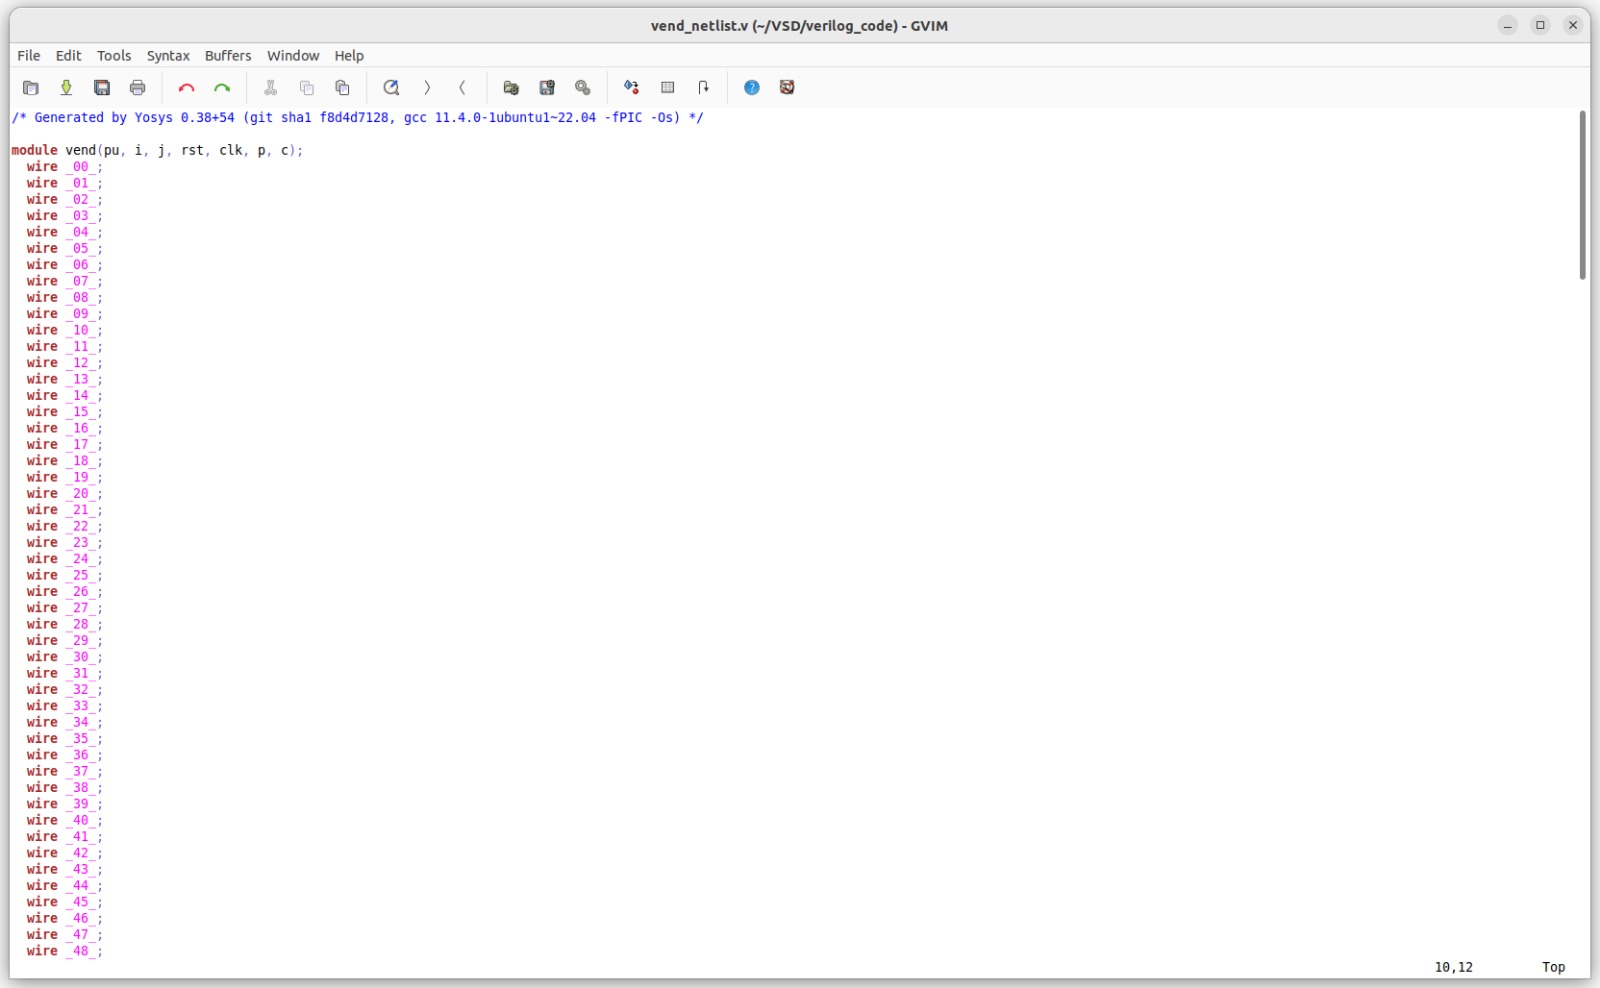 vend_netlist.v (~/VSD/verilog_code) - GVIM
File Edit Tools Syntax Buffers Window Help
/* Generated by Yosys 0.38+54 (git sha1 f8d4d7128, gcc 11.4.0-1ubuntu1~22.04 -fPIC -Os) */
module vend(pu, i, j, rst, clk, p, c);
wire _00_;
wire _01_;
wire _02_;
wire _03_;
wire _04_;
wire _05_;
wire _06_;
wire _07_;
wire _08_;
wire _09_;
wire _10_;
wire _11_;
wire _12_;
wire _13_;
wire _14_;
wire _15_;
wire _16_;
wire _17_;
wire _18_;
wire _19_;
wire _20_;
wire _21_;
wire _22_;
wire _23_;
wire _24_;
wire _25_;
wire _26_;
wire _27_;
wire _28_;
wire _29_;
wire _30_;
wire _31_;
wire _32_;
wire _33_;
wire _34_;
wire _35_;
wire _36_;
wire _37_;
wire _38_;
wire _39_;
wire _40_;
wire _41_;
wire _42_;
wire _43_;
wire _44_;
wire _45_;
wire _46_;
wire _47_;
wire _48_;
10,12 Top